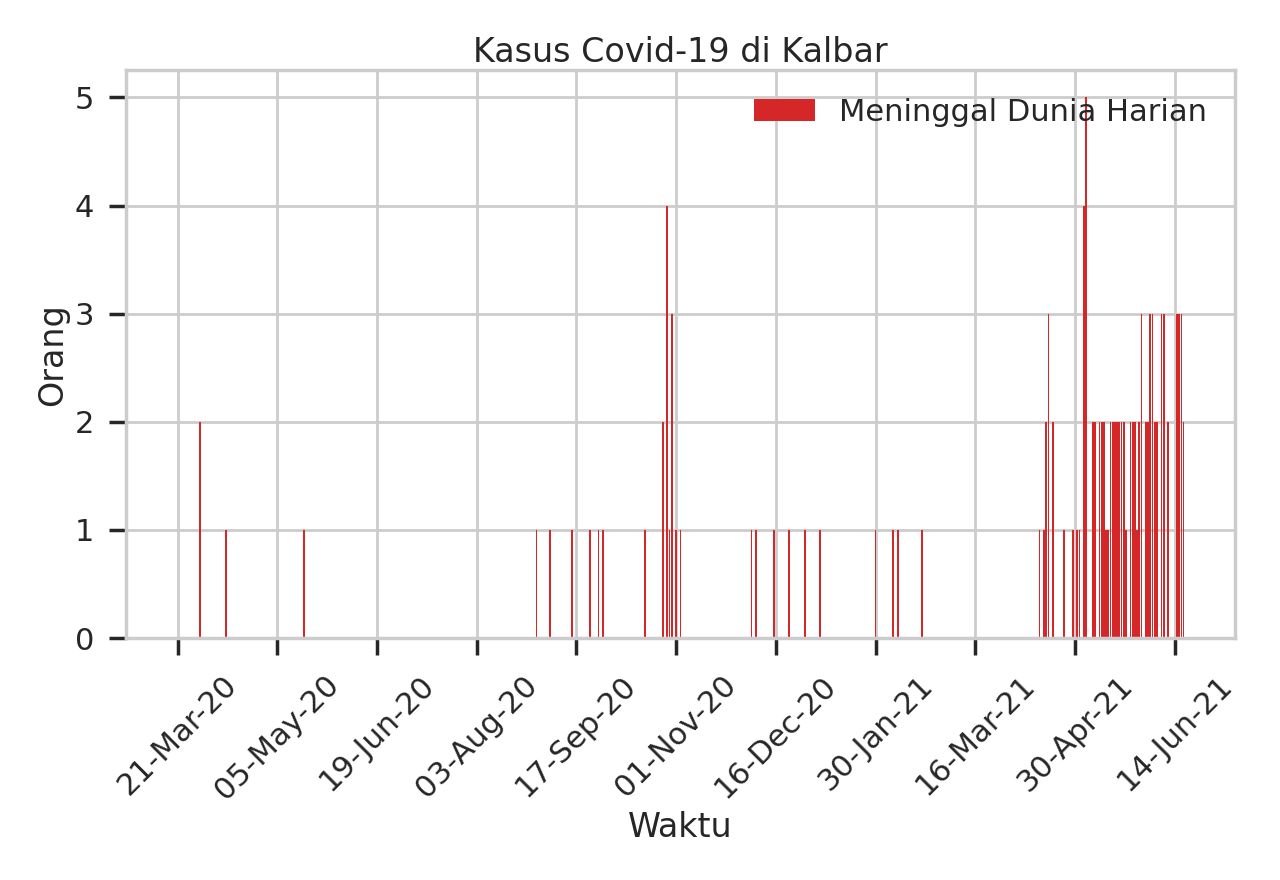 Kasus Covid-19 di Kalbar
Meninggal Dunia Harian
Orang
5
4
3
2
1
0
21-Mar-20
05-May-20
19-Jun-20
03-Aug-20
17-Sep-20
01-Nov-20
16-Dec-20
30-Jan-21
16-Mar-21
30-Apr-21
14-Jun-21
Waktu